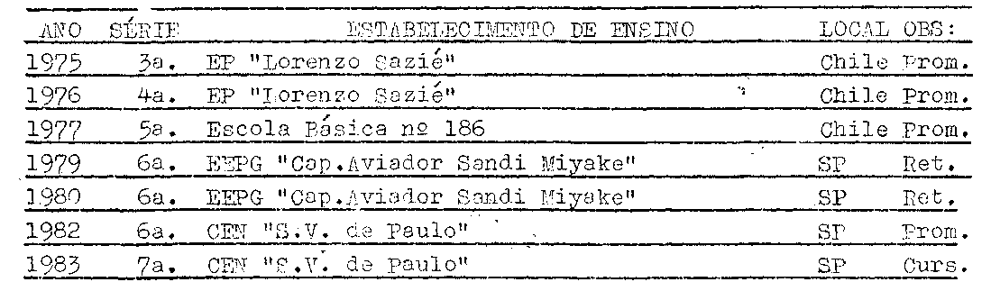 ANO SÉRIE ESTABELECIMENTO DE ENSINO LOCAL OBS:
1975 3a. EP "Lorenzo Sazié" Chile Prom.
1976 4a. EP "Lorenzo Sazié" Chile Prom.
1977 5a. Escola Básica nº 186 Chile Prom.
1979 6a. EEPG "Cap.Aviador Sandi Miyake" SP Ret.
1980 6a. EEPG "Cap.Aviador Sandi Miyake" SP Ret.
1982 6a. CEN "S.V. de Paulo" SP Prom.
1983 7a. CEN "S.V. de Paulo" SP Curs.